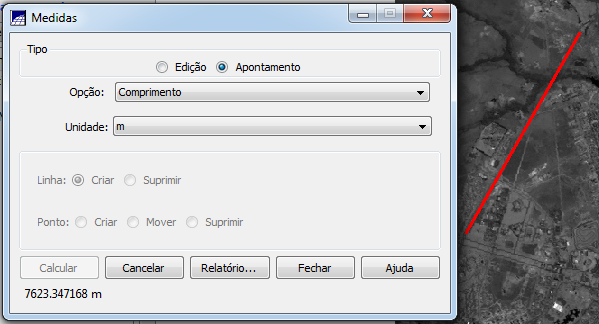 Medidas
Tipo
Edição Apontamento
Opção: Comprimento
Unidade: m
Linha: Criar Suprimir
Ponto: Criar Mover Suprimir
Calcular Cancelar Relatório... Fechar Ajuda
7623.347168 m